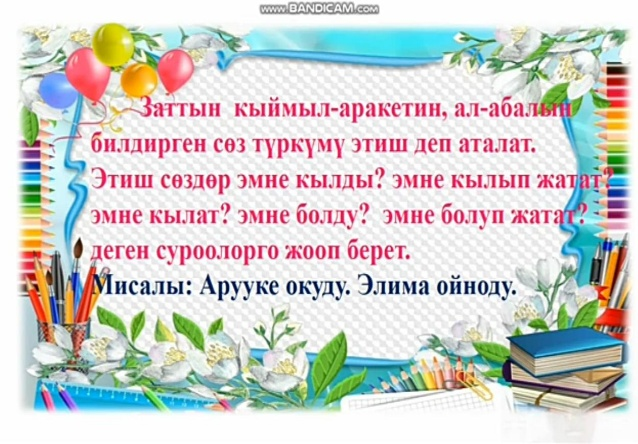 www.BANDICAM.com
Заттын кыймыл-аракетин, ал-абалын
билдирген сөз түркүмү этиш деп аталат.
Этиш сөздөр эмне кылды? эмне кылып жатат?
эмне кылат? эмне болду? эмне болуп жатат?
деген суроолорго жооп берет.
Мисалы: Арууке окуду. Элима ойноду.